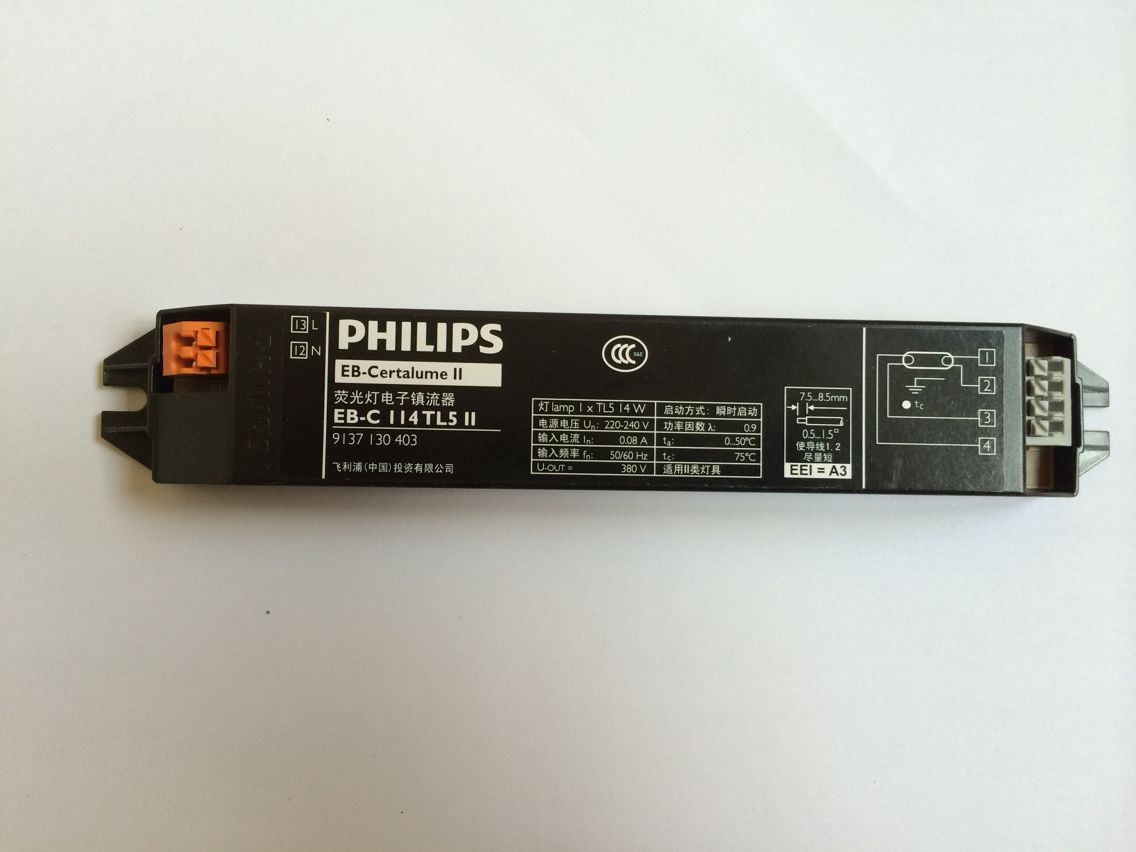 13 L
12 N
PHILIPS
EB-Certalume II
荧光灯电子镇流器
EB-C 114 TL5 II
9137 130 403
飞利浦(中国)投资有限公司
CCC S&E
灯 lamp 1 x TL5 14 W 启动方式: 瞬时启动
电源电压 Un: 220-240 V 功率因数 λ: 0.9
输入电流 In: 0.08 A ta: 0...50°C
输入频率 fn: 50/60 Hz tc: 75°C
U-OUT = 380 V 适用II类灯具
7.5...8.5mm
0.5...1.5□
使导线1. 2
尽量短
EEI = A3
1
2
tc
3
4
PHILIPS